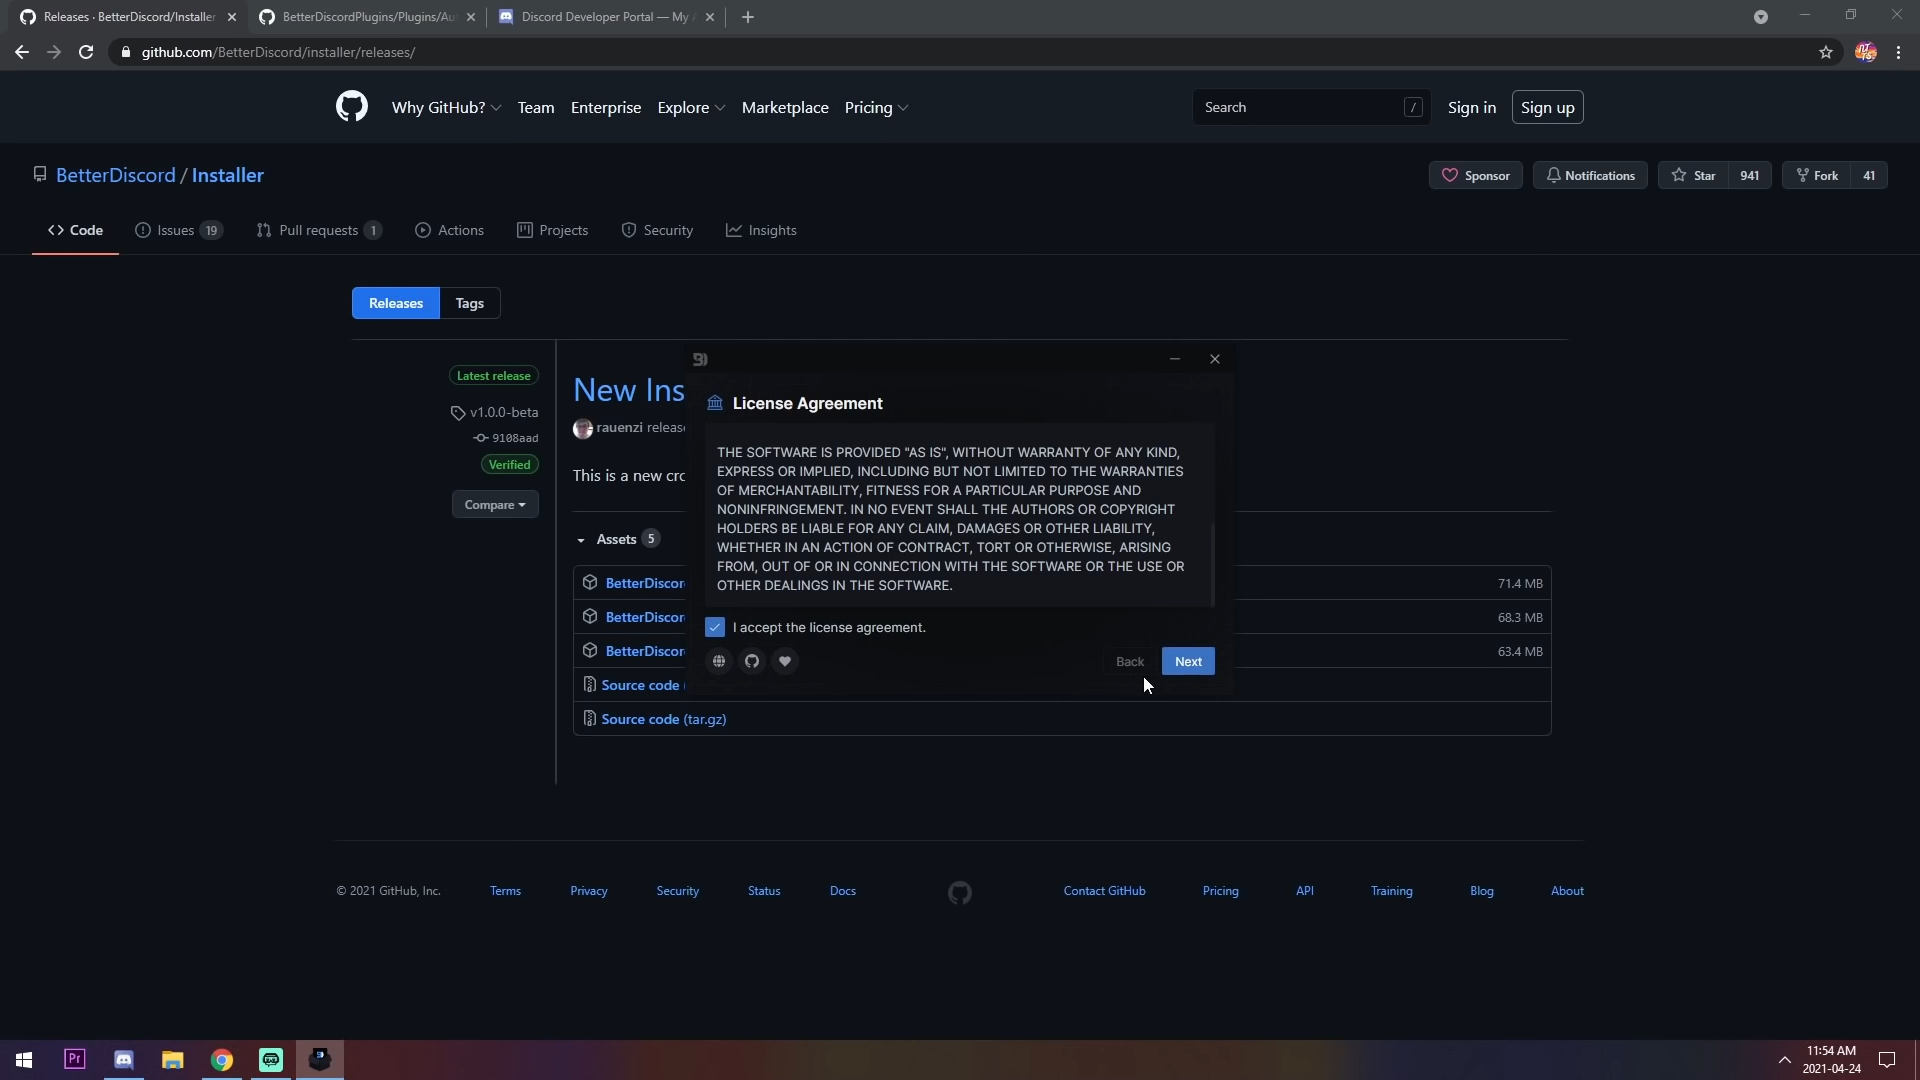 Releases · BetterDiscord/Installer
BetterDiscordPlugins/Plugins/Au
Discord Developer Portal — My A
github.com/BetterDiscord/installer/releases/
Why GitHub?
Team
Enterprise
Explore
Marketplace
Pricing
Search
/
Sign in
Sign up
BetterDiscord / Installer
Sponsor
Notifications
Star
941
Fork
41
Code
Issues 19
Pull requests 1
Actions
Projects
Security
Insights
Releases
Tags
Latest release
v1.0.0-beta
9108aad
Verified
Compare
New Ins
rauenzi release
This is a new cro
Assets 5
BetterDiscor
71.4 MB
BetterDiscor
68.3 MB
BetterDiscor
63.4 MB
Source code (
Source code (tar.gz)
License Agreement
THE SOFTWARE IS PROVIDED "AS IS", WITHOUT WARRANTY OF ANY KIND,
EXPRESS OR IMPLIED, INCLUDING BUT NOT LIMITED TO THE WARRANTIES
OF MERCHANTABILITY, FITNESS FOR A PARTICULAR PURPOSE AND
NONINFRINGEMENT. IN NO EVENT SHALL THE AUTHORS OR COPYRIGHT
HOLDERS BE LIABLE FOR ANY CLAIM, DAMAGES OR OTHER LIABILITY,
WHETHER IN AN ACTION OF CONTRACT, TORT OR OTHERWISE, ARISING
FROM, OUT OF OR IN CONNECTION WITH THE SOFTWARE OR THE USE OR
OTHER DEALINGS IN THE SOFTWARE.
I accept the license agreement.
Back
Next
© 2021 GitHub, Inc.
Terms
Privacy
Security
Status
Docs
Contact GitHub
Pricing
API
Training
Blog
About
Pr
11:54 AM
2021-04-24